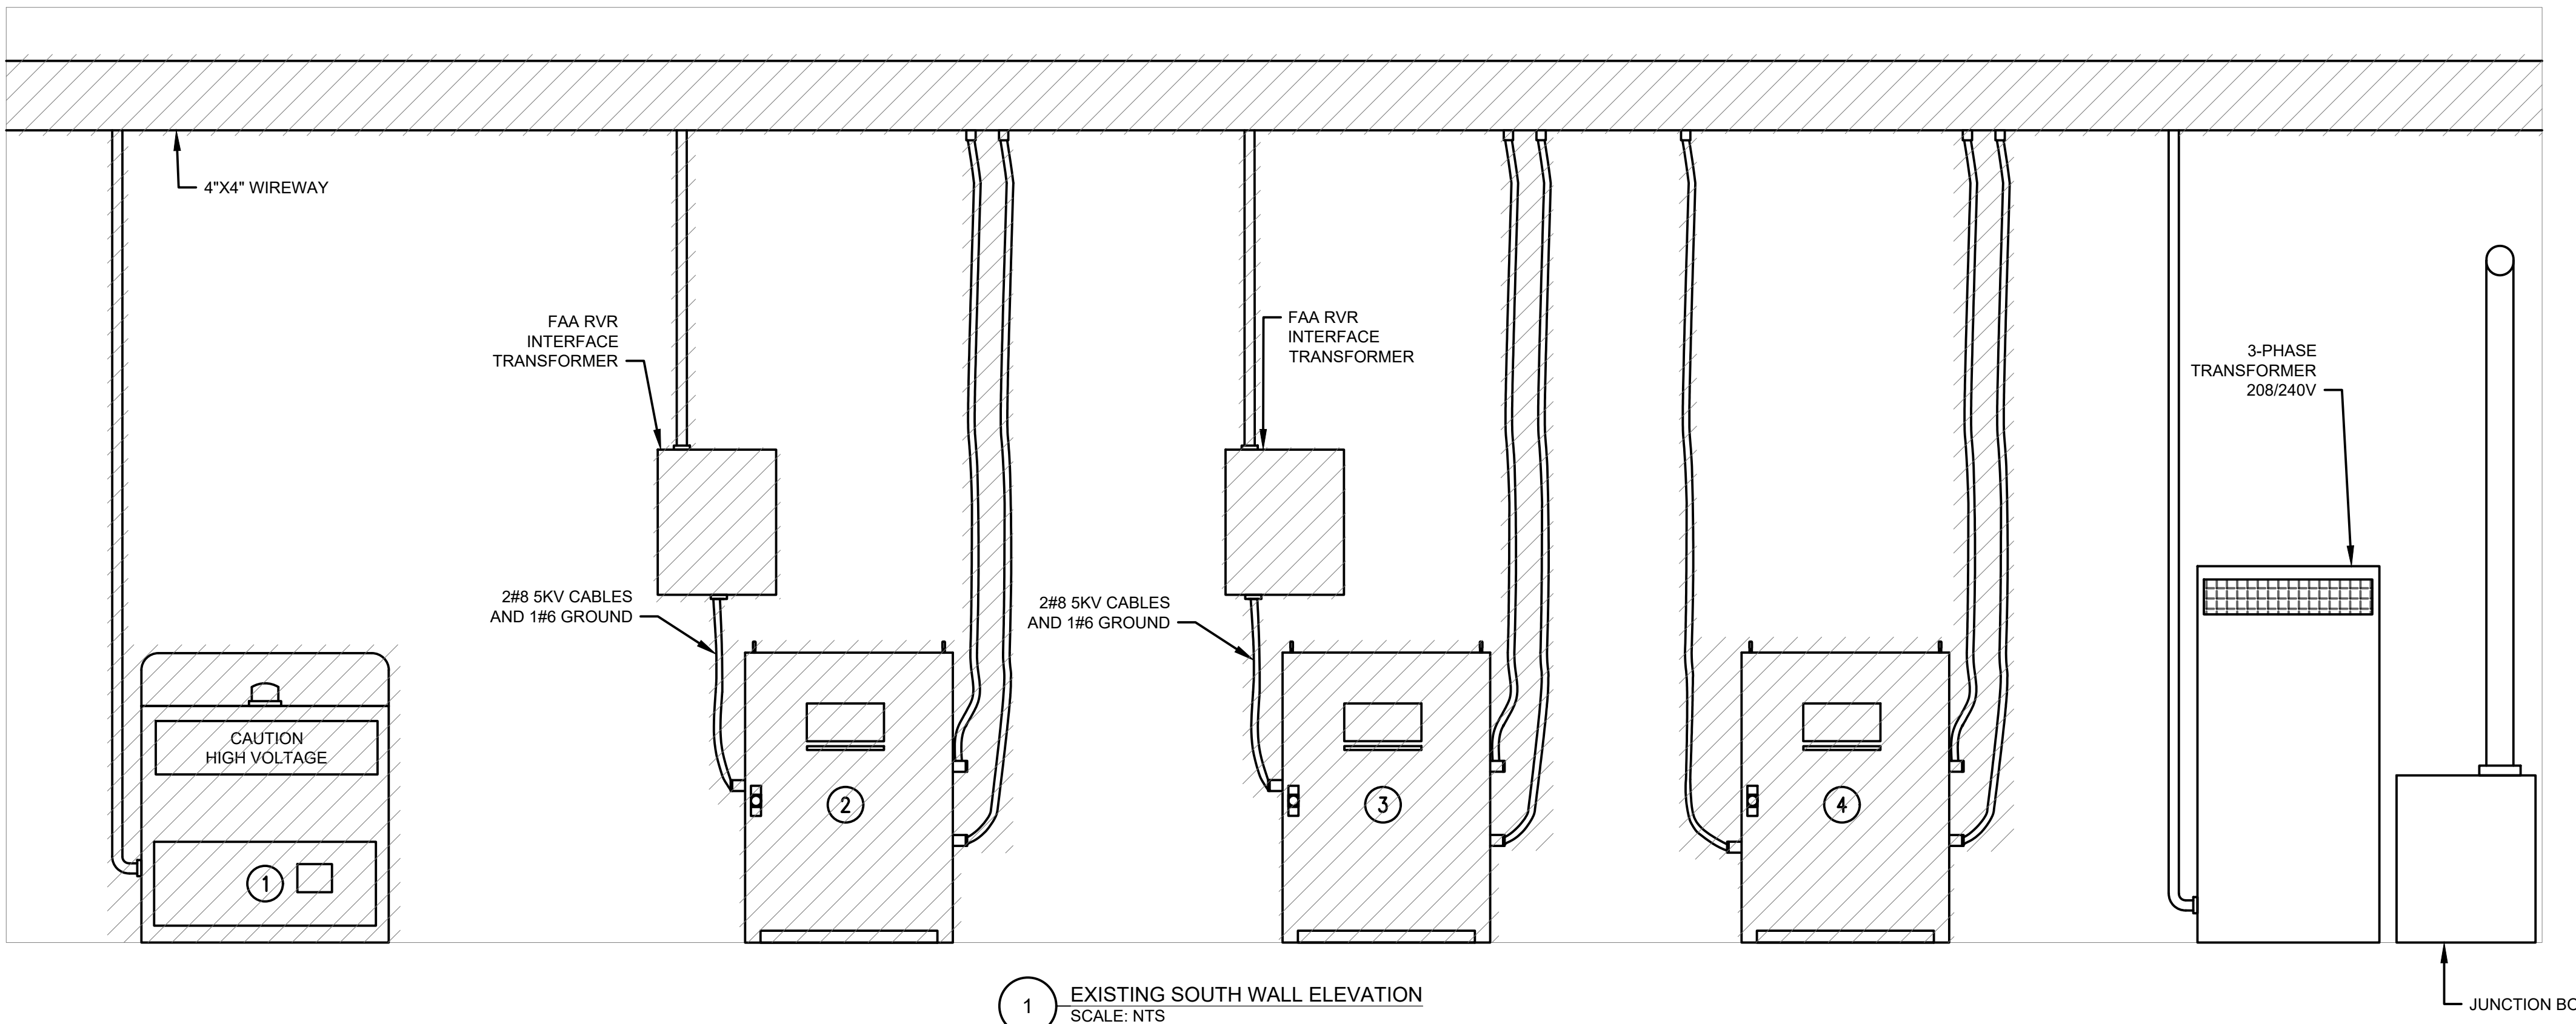 4"X4" WIREWAY
FAA RVR
INTERFACE
TRANSFORMER
FAA RVR
INTERFACE
TRANSFORMER
3-PHASE
TRANSFORMER
208/240V
2#8 5KV CABLES
AND 1#6 GROUND
2#8 5KV CABLES
AND 1#6 GROUND
CAUTION
HIGH VOLTAGE
1
2
3
4
1
EXISTING SOUTH WALL ELEVATION
SCALE: NTS
JUNCTION